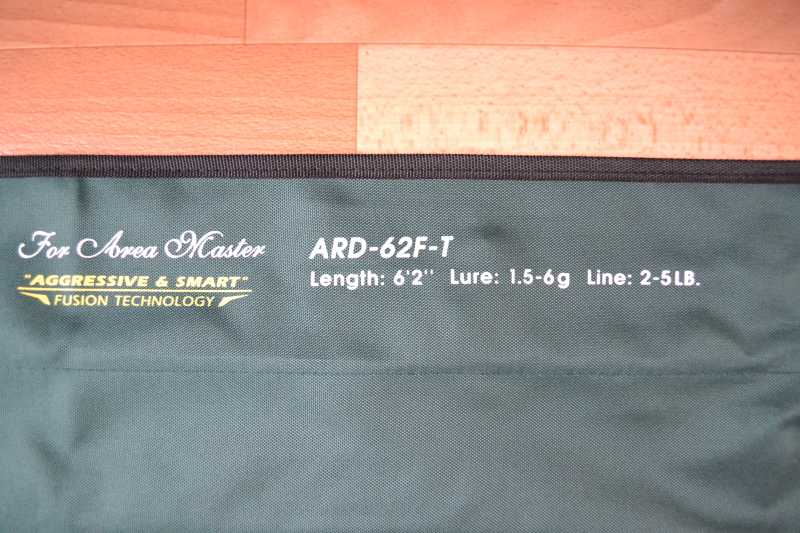 For Area Master
"AGGRESSIVE & SMART"
FUSION TECHNOLOGY
ARD-62F-T
Length: 6'2'' Lure: 1.5-6g Line: 2-5LB.